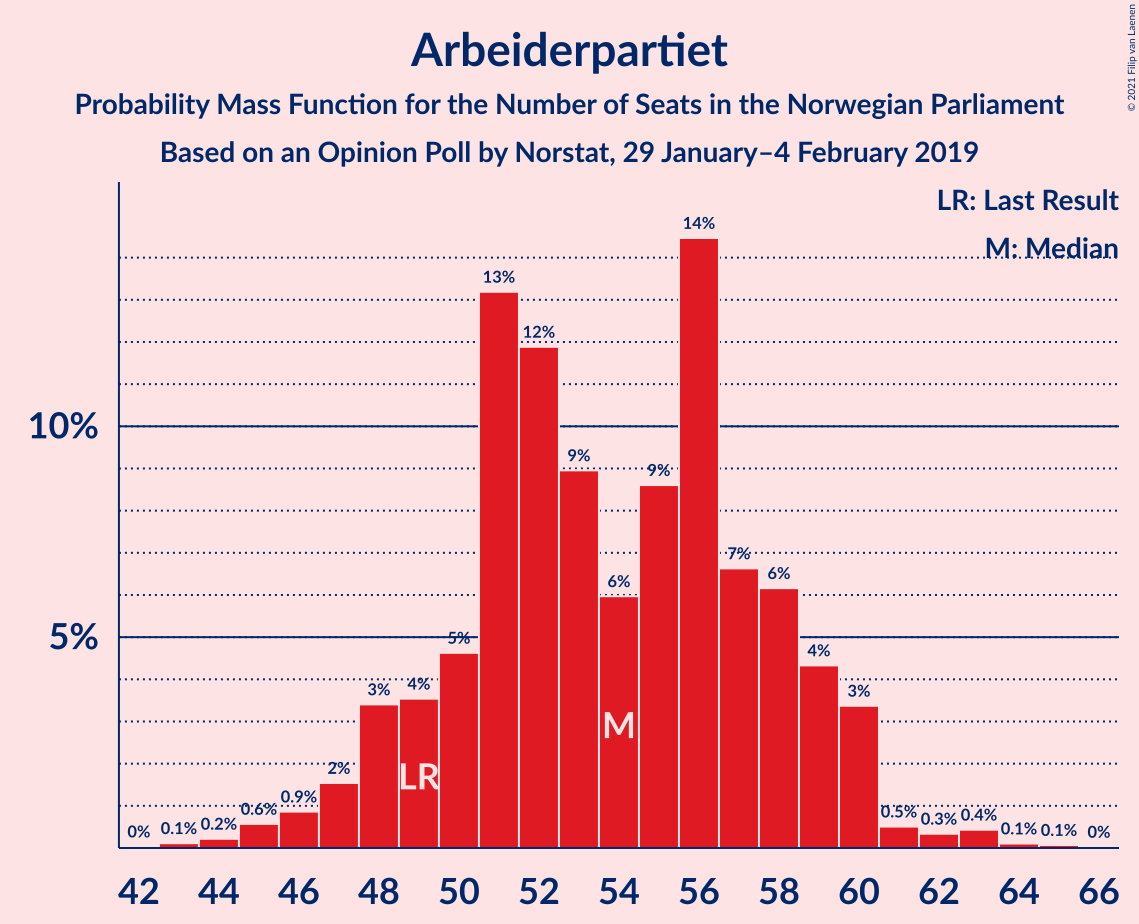 Arbeiderpartiet
Probability Mass Function for the Number of Seats in the Norwegian Parliament
Based on an Opinion Poll by Norstat, 29 January–4 February 2019
© 2021 Filip van Laenen
LR: Last Result
M: Median
10%
5%
0% 0.1% 0.2% 0.6% 0.9% 2% 3% 4% 5% 13% 12% 9% 6% 9% 14% 7% 6% 4% 3% 0.5% 0.3% 0.4% 0.1% 0.1% 0%
LR
M
42 44 46 48 50 52 54 56 58 60 62 64 66